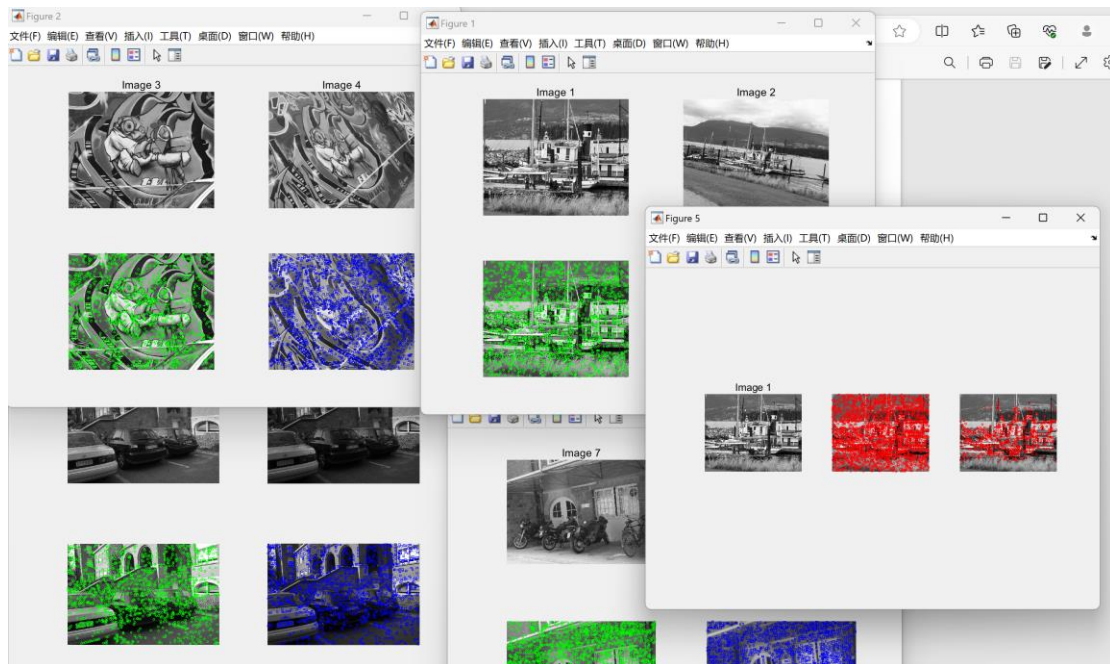 Figure 2
文件(F) 编辑(E) 查看(V) 插入(I) 工具(T) 桌面(D) 窗口(W) 帮助(H)
Image 3
Image 4
Figure 1
文件(F) 编辑(E) 查看(V) 插入(I) 工具(T) 桌面(D) 窗口(W) 帮助(H)
Image 1
Image 2
Figure 5
文件(F) 编辑(E) 查看(V) 插入(I) 工具(T) 桌面(D) 窗口(W) 帮助(H)
Image 1
Image 7